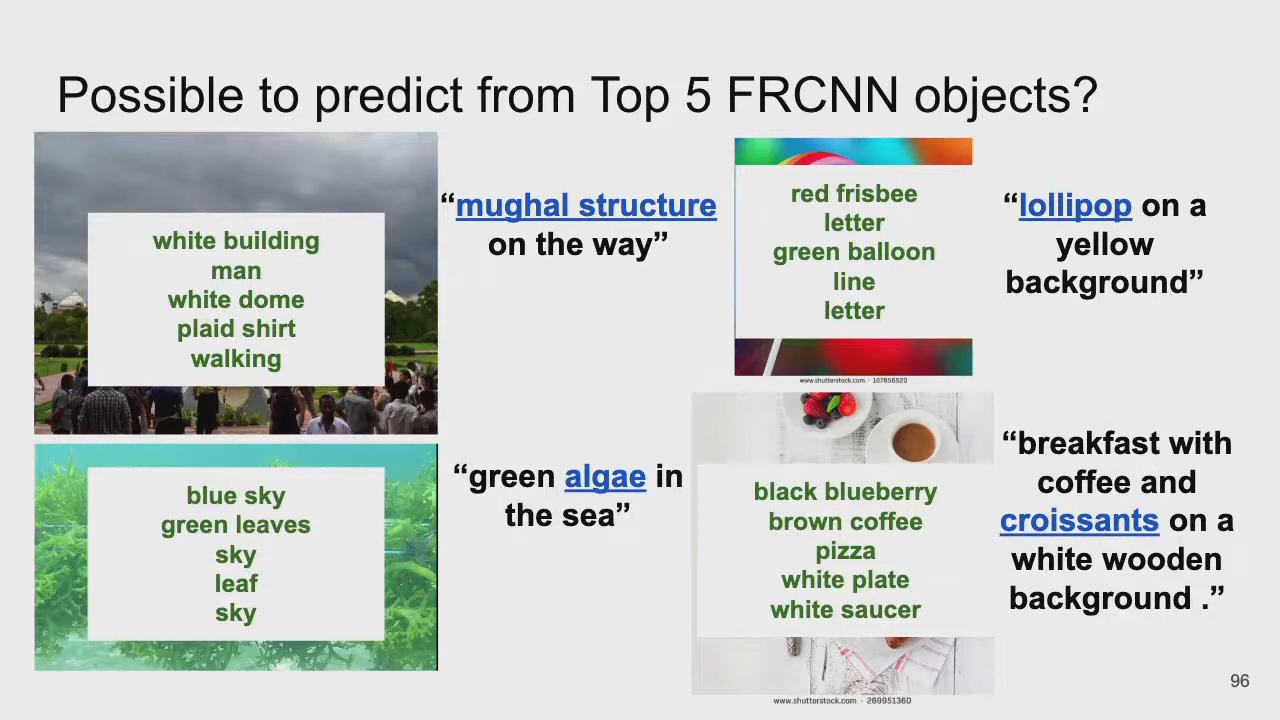 Possible to predict from Top 5 FRCNN objects?
white building
man
white dome
plaid shirt
walking
“mughal structure
on the way”
red frisbee
letter
green balloon
line
letter
www.shutterstock.com · 167656520
“lollipop on a
yellow
background”
blue sky
green leaves
sky
leaf
sky
“green algae in
the sea”
black blueberry
brown coffee
pizza
white plate
white saucer
www.shutterstock.com · 269951360
“breakfast with
coffee and
croissants on a
white wooden
background .”
96